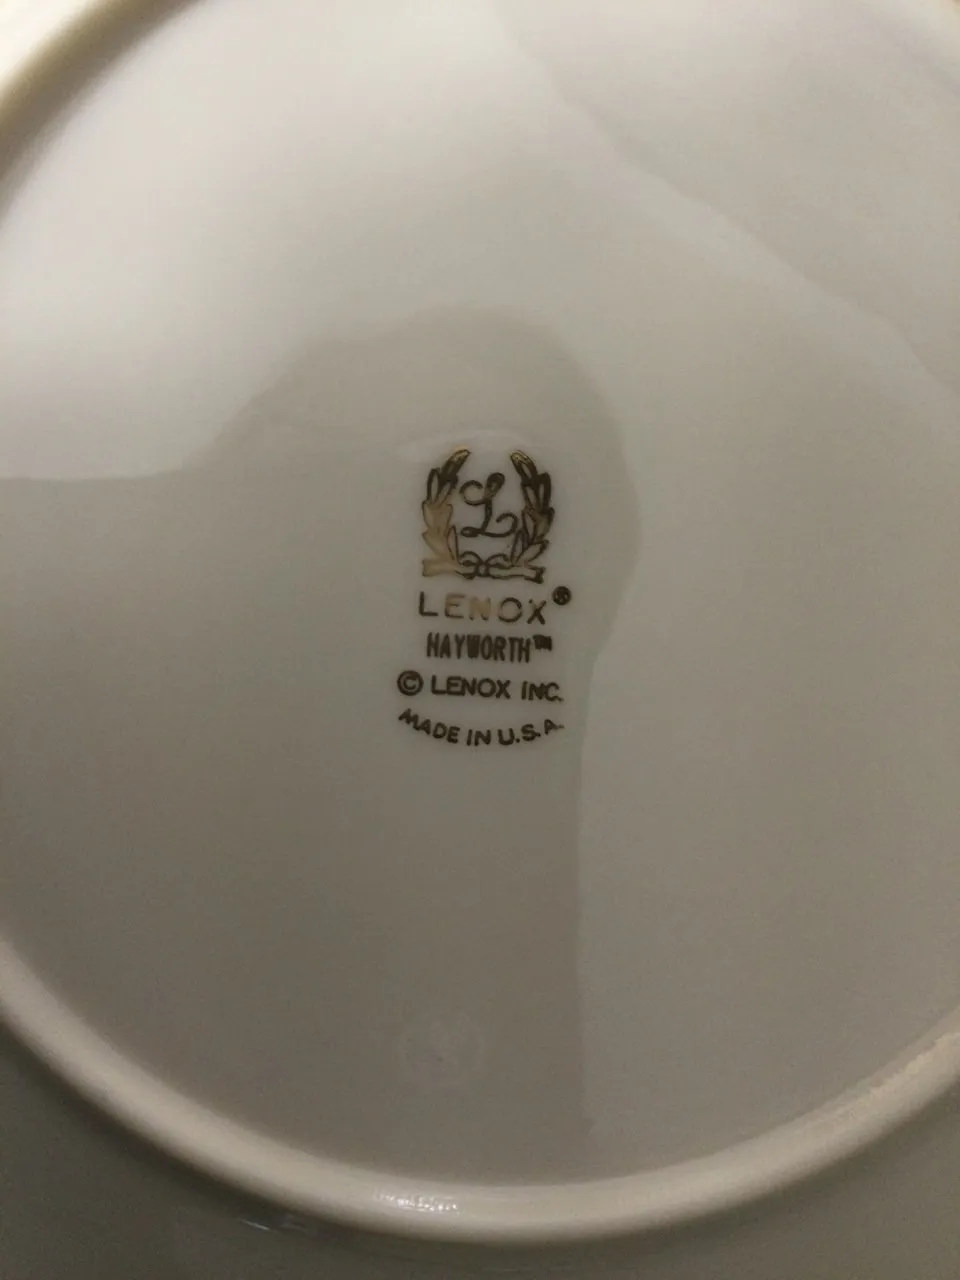 L
LENOX®
HAYWORTH™
© LENOX INC.
MADE IN U.S.A.